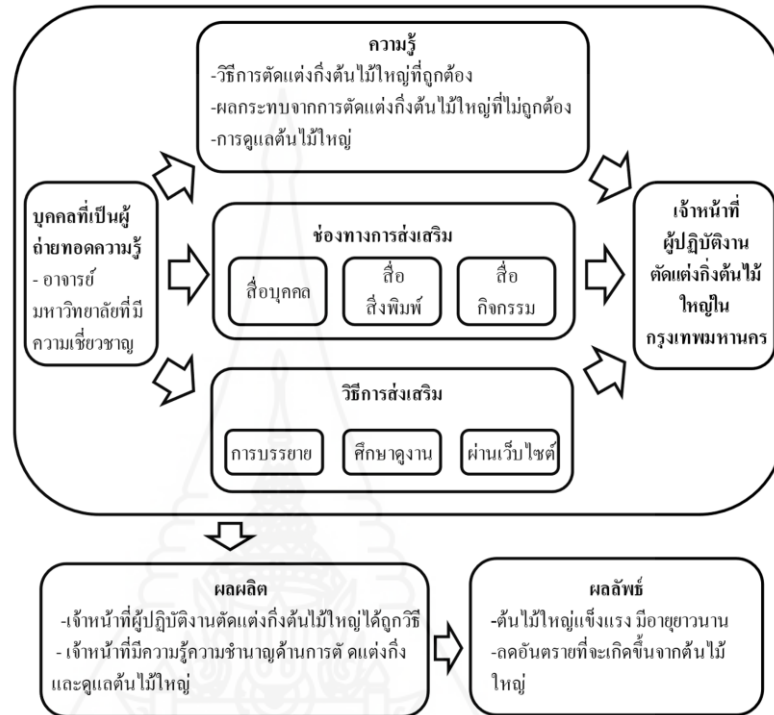 ความรู้
-วิธีการตัดแต่งกิ่งต้นไม้ใหญ่ที่ถูกต้อง
-ผลกระทบจากการตัดแต่งกิ่งต้นไม้ใหญ่ที่ไม่ถูกต้อง
-การดูแลต้นไม้ใหญ่
บุคคลที่เป็นผู้
ถ่ายทอดความรู้
- อาจารย์
มหาวิทยาลัยที่มี
ความเชี่ยวชาญ
ช่องทางการส่งเสริม
สื่อบุคคล
สื่อ
สิ่งพิมพ์
สื่อ
กิจกรรม
วิธีการส่งเสริม
การบรรยาย
ศึกษาดูงาน
ผ่านเว็บไซต์
เจ้าหน้าที่
ผู้ปฏิบัติงาน
ตัดแต่งกิ่งต้นไม้
ใหญ่ใน
กรุงเทพมหานคร
ผลผลิต
-เจ้าหน้าที่ผู้ปฏิบัติงานตัดแต่งกิ่งต้นไม้ใหญ่ได้ถูกวิธี
- เจ้าหน้าที่มีความรู้ความชำนาญด้านการตั ดแต่งกิ่ง
และดูแลต้นไม้ใหญ่
ผลลัพธ์
-ต้นไม้ใหญ่แข็งแรง มีอายุยาวนาน
-ลดอันตรายที่จะเกิดขึ้นจากต้นไม้
ใหญ่